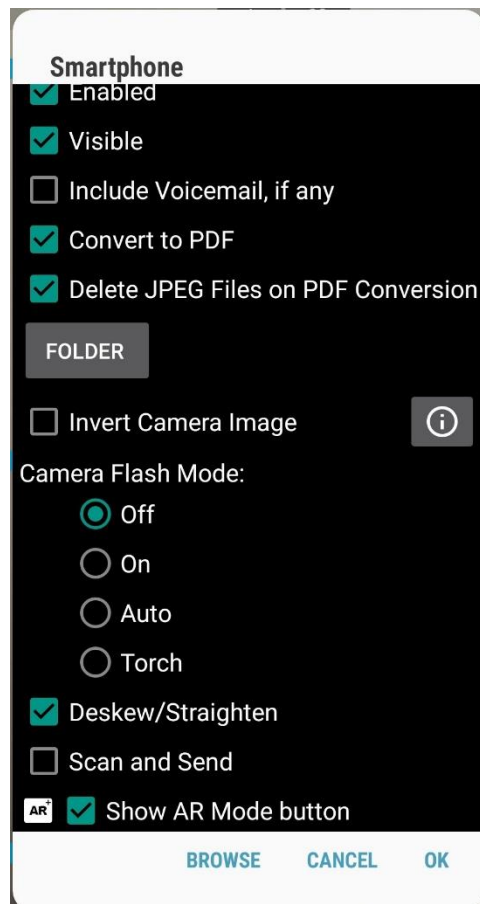 Smartphone
Enabled
Visible
Include Voicemail, if any
Convert to PDF
Delete JPEG Files on PDF Conversion
FOLDER
Invert Camera Image
Camera Flash Mode:
Off
On
Auto
Torch
Deskew/Straighten
Scan and Send
AR+ Show AR Mode button
BROWSE CANCEL OK